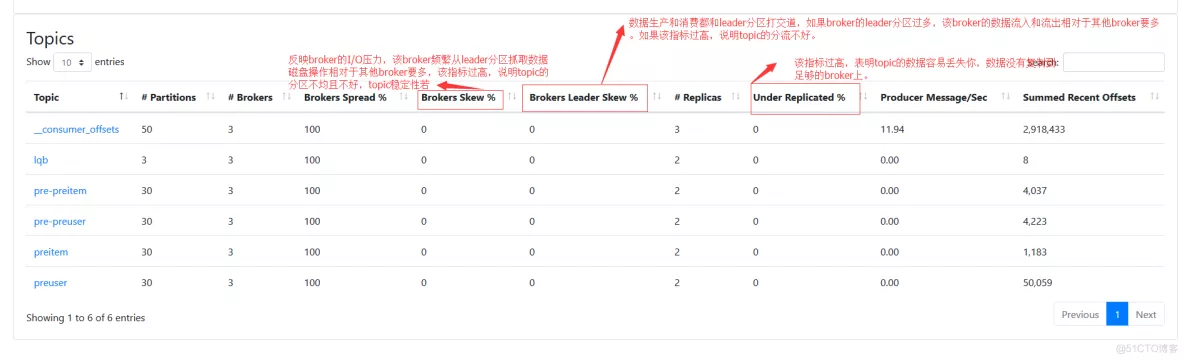 数据生产和消费都和leader分区打交道，如果broker的leader分区过多，该broker的数据流入和流出相对于其他broker要多
。如果该指标过高，说明topic的分流不好。
Topics
Show 10 entries
反映broker的I/O压力，该broker频繁从leader分区抓取数据
磁盘操作相对于其他broker要多，该指标过高，说明topic的
分区不均且不好，topic稳定性若
该指标过高，表明topic的数据容易丢失你，数据没有
足够的broker上。
Topic # Partitions # Brokers Brokers Spread % Brokers Skew % Brokers Leader Skew % # Replicas Under Replicated % Producer Message/Sec Summed Recent Offsets
__consumer_offsets 50 3 100 0 0 3 0 11.94 2,918,433
lqb 3 3 100 0 0 2 0 0.00 8
pre-preitem 30 3 100 0 0 2 0 0.00 4,037
pre-preuser 30 3 100 0 0 2 0 0.00 4,223
preitem 30 3 100 0 0 2 0 0.00 1,183
preuser 30 3 100 0 0 2 0 0.00 50,059
Showing 1 to 6 of 6 entries
Previous 1 Next
@51CTO博客